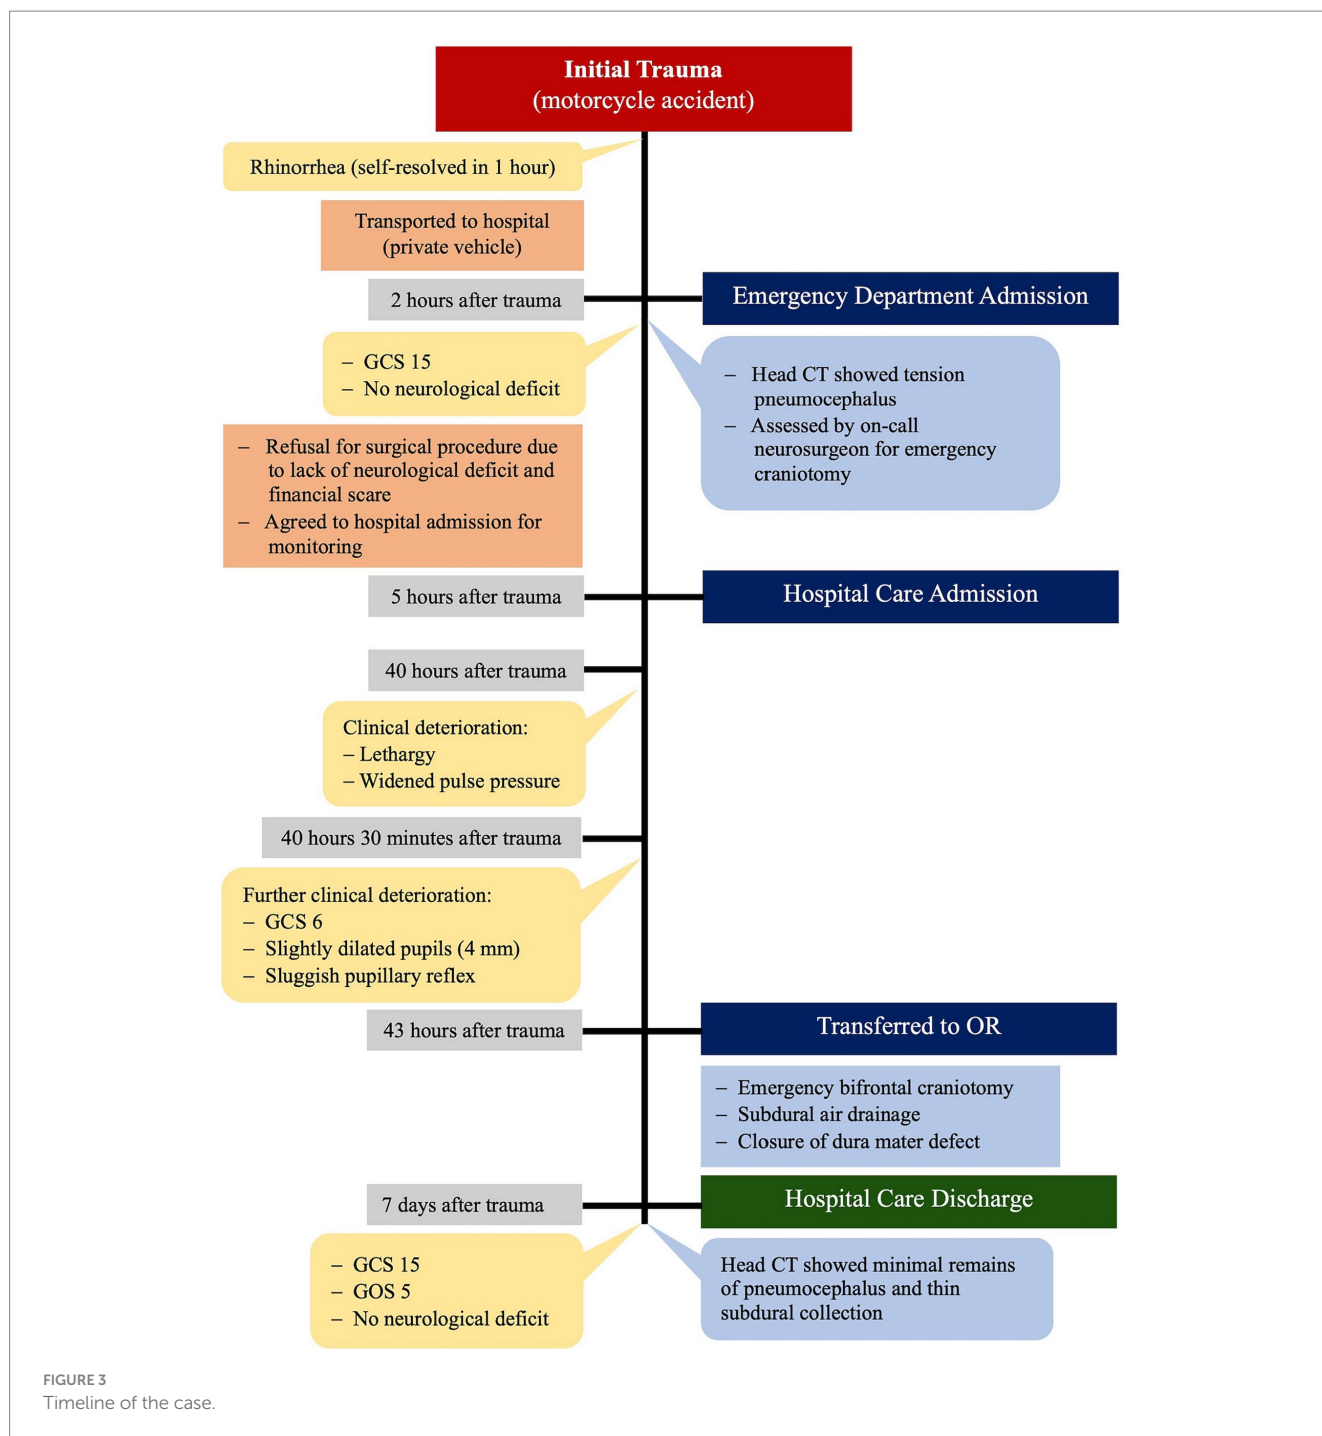 Initial Trauma
(motorcycle accident)
Rhinorrhea (self-resolved in 1 hour)
Transported to hospital
(private vehicle)
2 hours after trauma
Emergency Department Admission
– GCS 15
– No neurological deficit
– Head CT showed tension
pneumocephalus
– Assessed by on-call
neurosurgeon for emergency
craniotomy
– Refusal for surgical procedure due
to lack of neurological deficit and
financial scare
– Agreed to hospital admission for
monitoring
5 hours after trauma
Hospital Care Admission
40 hours after trauma
Clinical deterioration:
– Lethargy
– Widened pulse pressure
40 hours 30 minutes after trauma
Further clinical deterioration:
– GCS 6
– Slightly dilated pupils (4 mm)
– Sluggish pupillary reflex
43 hours after trauma
Transferred to OR
– Emergency bifrontal craniotomy
– Subdural air drainage
– Closure of dura mater defect
7 days after trauma
Hospital Care Discharge
– GCS 15
– GOS 5
– No neurological deficit
Head CT showed minimal remains
of pneumocephalus and thin
subdural collection
FIGURE 3
Timeline of the case.